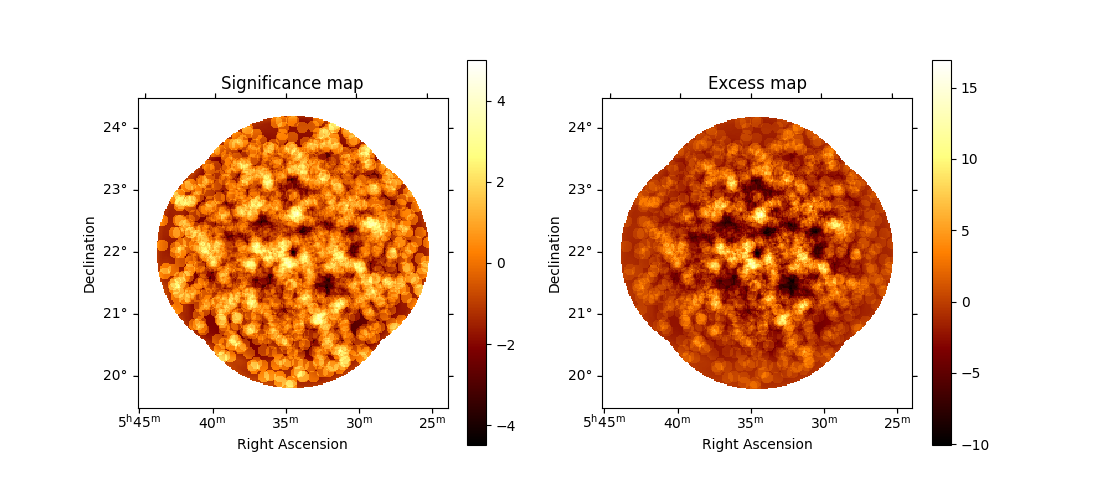 Significance map
24°
23°
22°
21°
20°
Declination
5ʰ45ᵐ 40ᵐ 35ᵐ 30ᵐ 25ᵐ
Right Ascension
4
2
0
−2
−4
Excess map
24°
23°
22°
21°
20°
Declination
5ʰ45ᵐ 40ᵐ 35ᵐ 30ᵐ 25ᵐ
Right Ascension
15
10
5
0
−5
−10